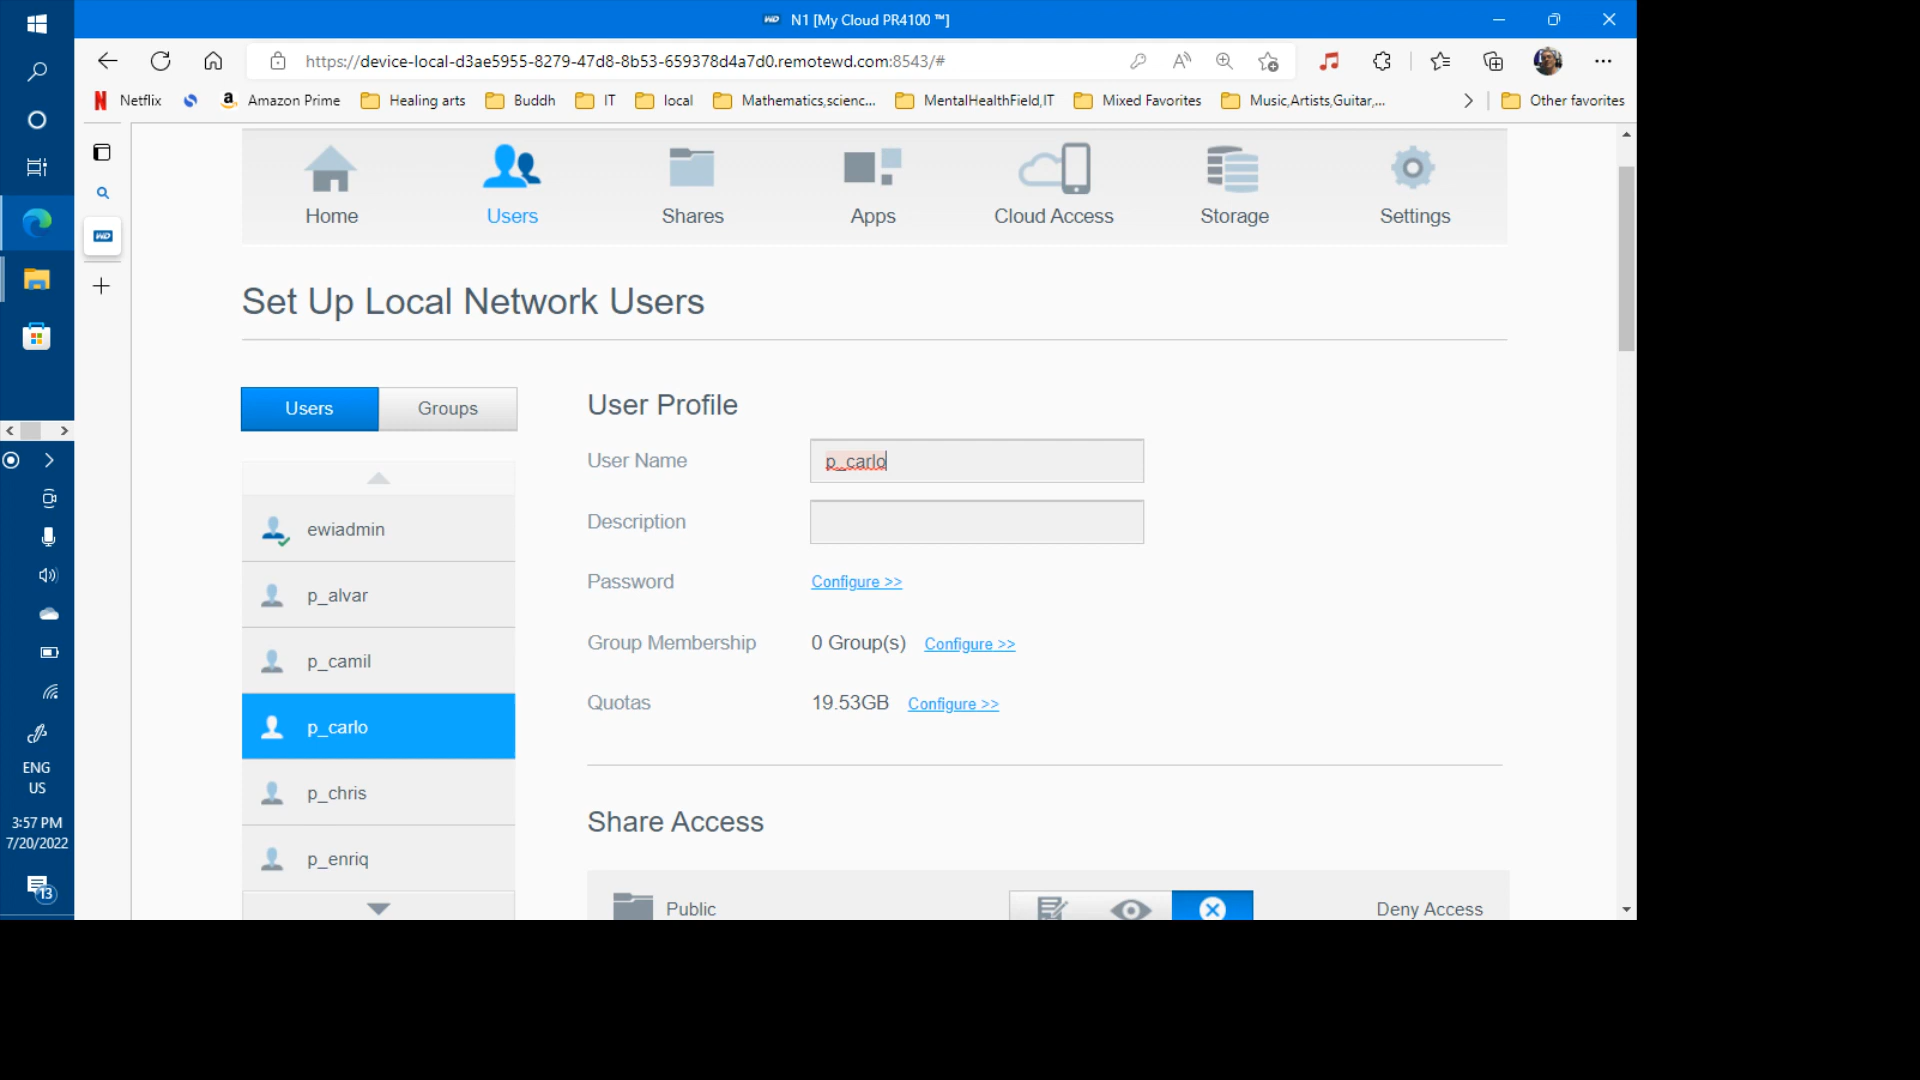 WD N1 [My Cloud PR4100 ™]
https://device-local-d3ae5955-8279-47d8-8b53-659378d4a7d0.remotewd.com:8543/#
N Netflix
a Amazon Prime
Healing arts
Buddh
IT
local
Mathematics,scienc...
MentalHealthField,IT
Mixed Favorites
Music,Artists,Guitar,...
Other favorites
WD
Home
Users
Shares
Apps
Cloud Access
Storage
Settings
Set Up Local Network Users
Users
Groups
ewiadmin
p_alvar
p_camil
p_carlo
p_chris
p_enriq
User Profile
User Name p_carlo
Description
Password Configure >>
Group Membership 0 Group(s) Configure >>
Quotas 19.53GB Configure >>
Share Access
Public
Deny Access
ENG
US
3:57 PM
7/20/2022
13